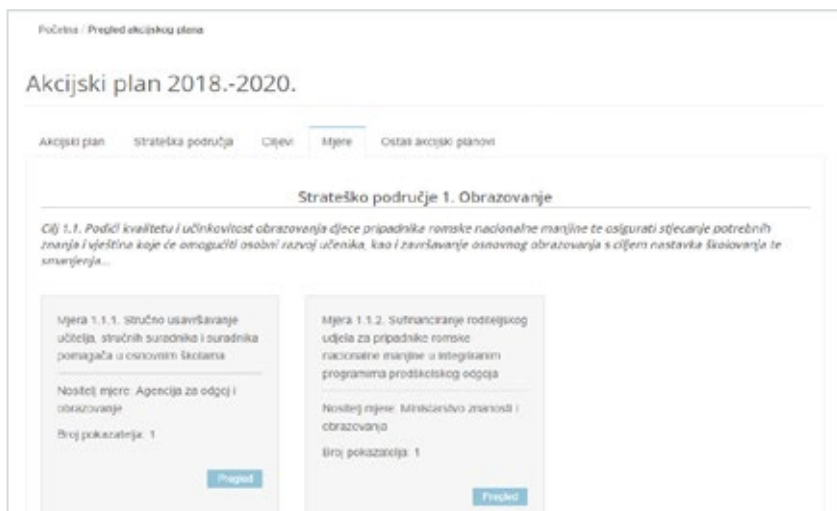 Početna / Pregled akcijskog plana
Akcijski plan 2018.-2020.
Akcijski plan Strateška područja Ciljevi Mjere Ostali akcijski planovi
Strateško područje 1. Obrazovanje
Cilj 1.1. Podići kvalitetu i učinkovitost obrazovanja djece pripadnika romske nacionalne manjine te osigurati stjecanje potrebnih
znanja i vještina koje će omogućiti osobni razvoj učenika, kao i završavanje osnovnog obrazovanja s ciljem nastavka školovanja te
smanjenja...
Mjera 1.1.1. Stručno usavršavanje
učitelja, stručnih suradnika i suradnika
pomagača u osnovnim školama
Nositelj mjere: Agencija za odgoj i
obrazovanje
Broj pokazatelja: 1
Pregled
Mjera 1.1.2. Sufinanciranje roditeljskog
udjela za pripadnike romske
nacionalne manjine u integriranim
programima predškolskog odgoja
Nositelj mjere: Ministarstvo znanosti i
obrazovanja
Broj pokazatelja: 1
Pregled